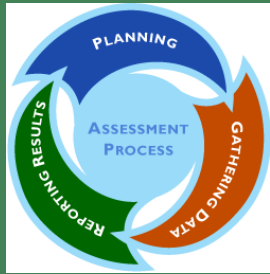 PLANNING
ASSESSMENT
PROCESS
GATHERING DATA
REPORTING RESULTS